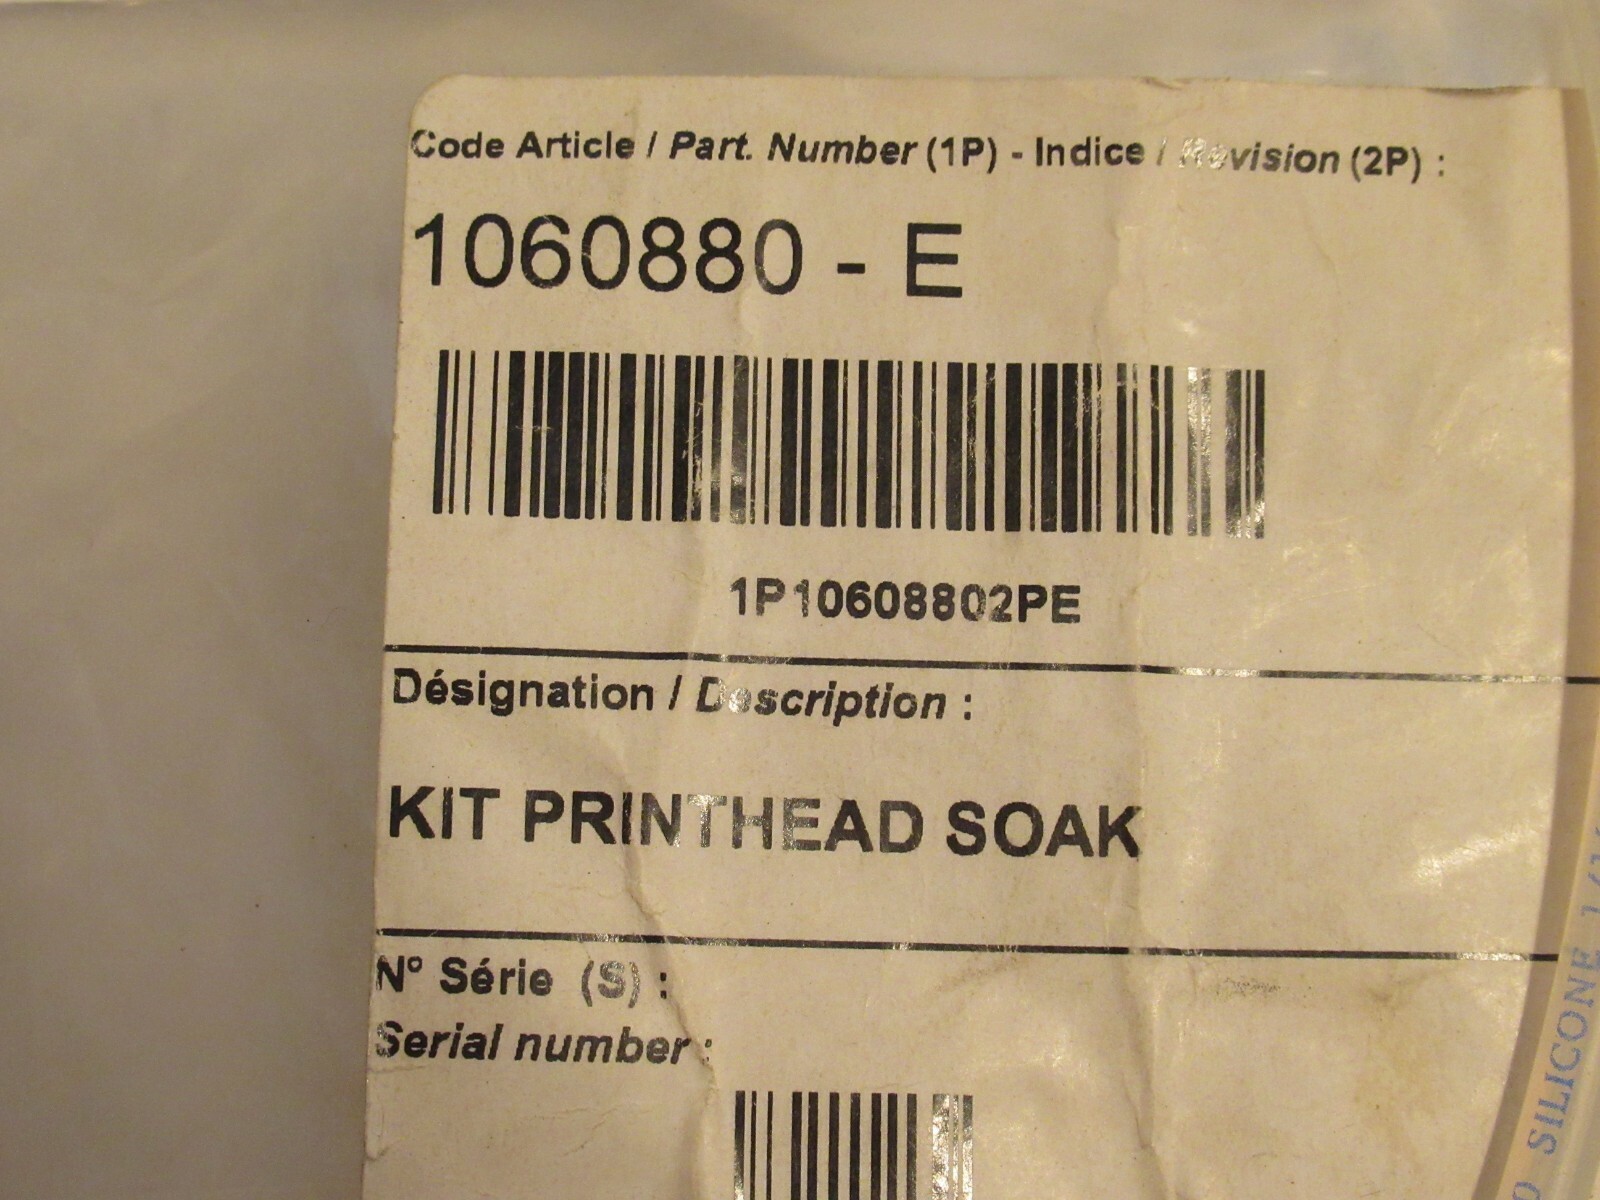 Code Article / Part. Number (1P) - Indice / Revision (2P) :
1060880 - E
1P10608802PE
Désignation / Description :
KIT PRINTHEAD SOAK
N° Série (S) :
Serial number :
SILICONE